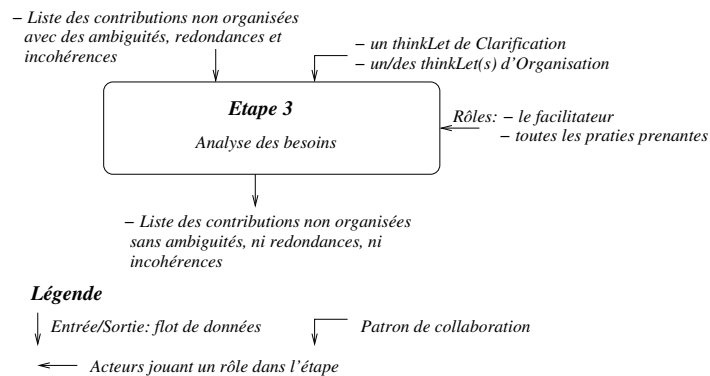 − Liste des contributions non organisées
avec des ambiguités, redondances et
incohérences
− un thinkLet de Clarification
− un/des thinkLet(s) d'Organisation
Etape 3
Analyse des besoins
Rôles: − le facilitateur
− toutes les praties prenantes
− Liste des contributions non organisées
sans ambiguités, ni redondances, ni
incohérences
Légende
Entrée/Sortie: flot de données
Patron de collaboration
Acteurs jouant un rôle dans l'étape